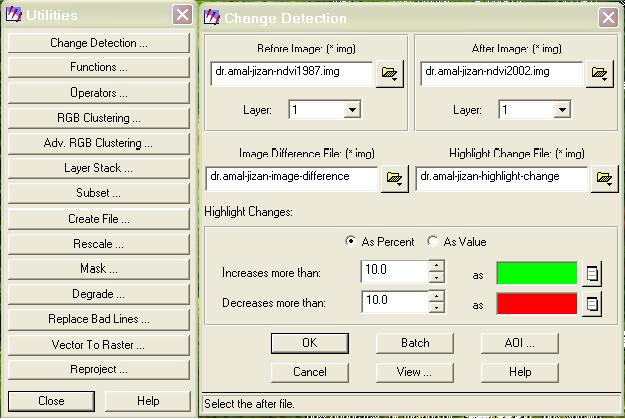 Utilities
Change Detection ...
Functions ...
Operators ...
RGB Clustering ...
Adv. RGB Clustering ...
Layer Stack ...
Subset ...
Create File ...
Rescale ...
Mask ...
Degrade ...
Replace Bad Lines ...
Vector To Raster ...
Reproject ...
Close Help
Change Detection
Before Image: (*.img) After Image: (*.img)
dr.amal-jizan-ndvi1987.img dr.amal-jizan-ndvi2002.img
Layer: 1 Layer: 1
Image Difference File: (*.img) Highlight Change File: (*.img)
dr.amal-jizan-image-difference dr.amal-jizan-highlight-change
Highlight Changes:
As Percent As Value
Increases more than: 10.0 as
Decreases more than: 10.0 as
OK Batch AOI ...
Cancel View ... Help
Select the after file.